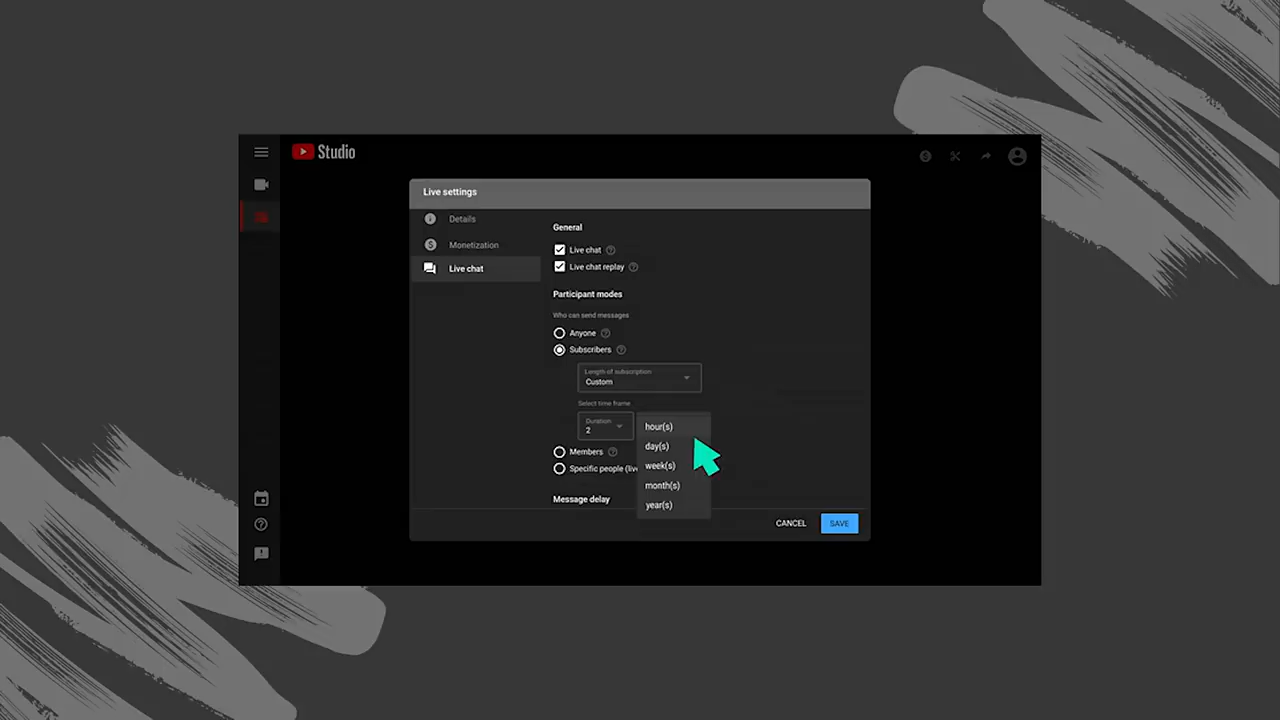 Studio
Live settings
Details
Monetization
Live chat
General
Live chat
Live chat replay
Participant modes
Who can send messages
Anyone
Subscribers
Length of subscription
Custom
Select time frame
Duration
2
hour(s)
day(s)
week(s)
month(s)
year(s)
Members
Specific people (live
Message delay
CANCEL
SAVE